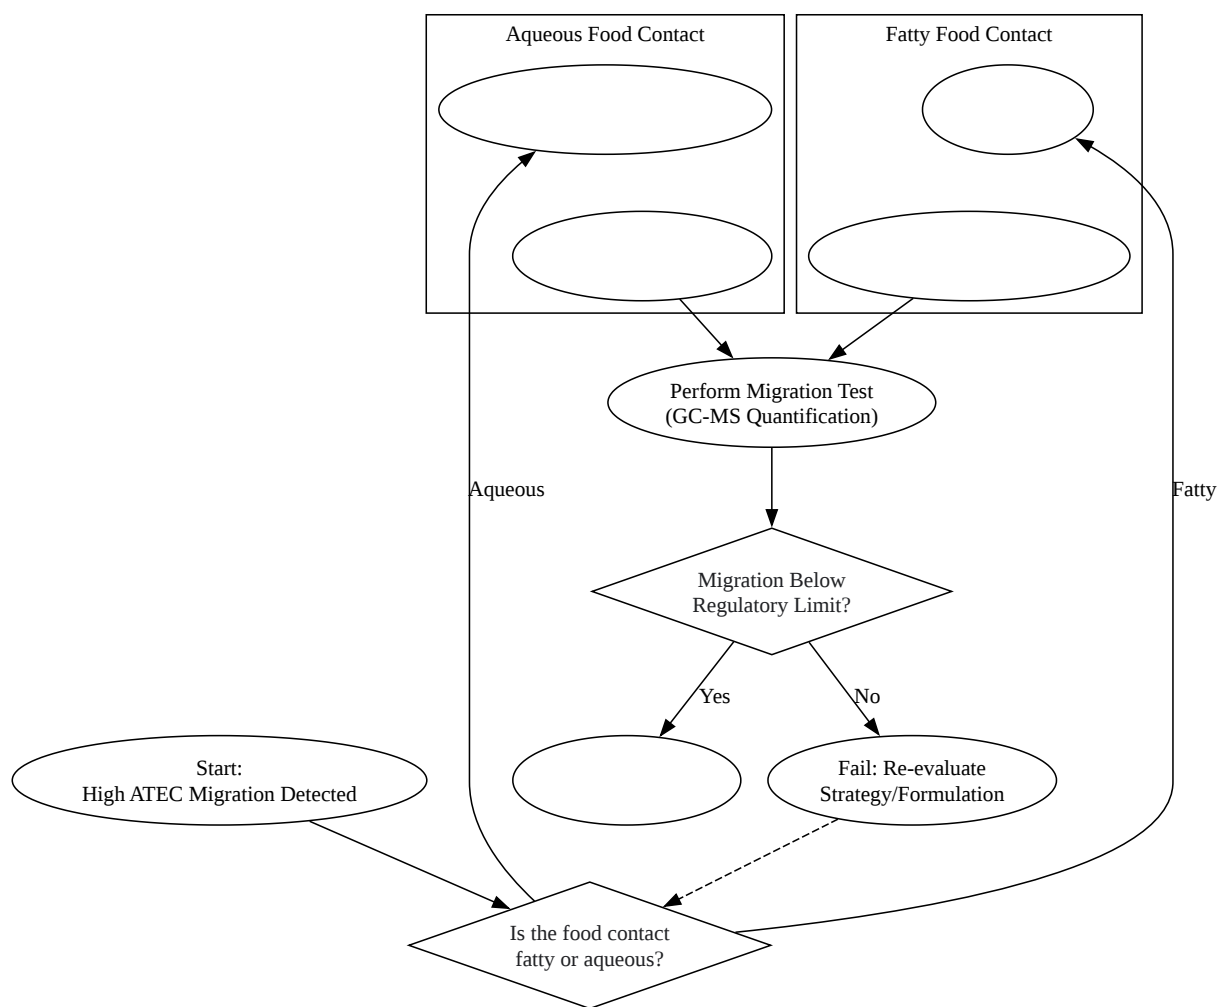 Aqueous Food Contact
Fatty Food Contact
Perform Migration Test
(GC-MS Quantification)
Aqueous
Fatty
Migration Below
Regulatory Limit?
Yes
No
Start:
High ATEC Migration Detected
Fail: Re-evaluate
Strategy/Formulation
Is the food contact
fatty or aqueous?